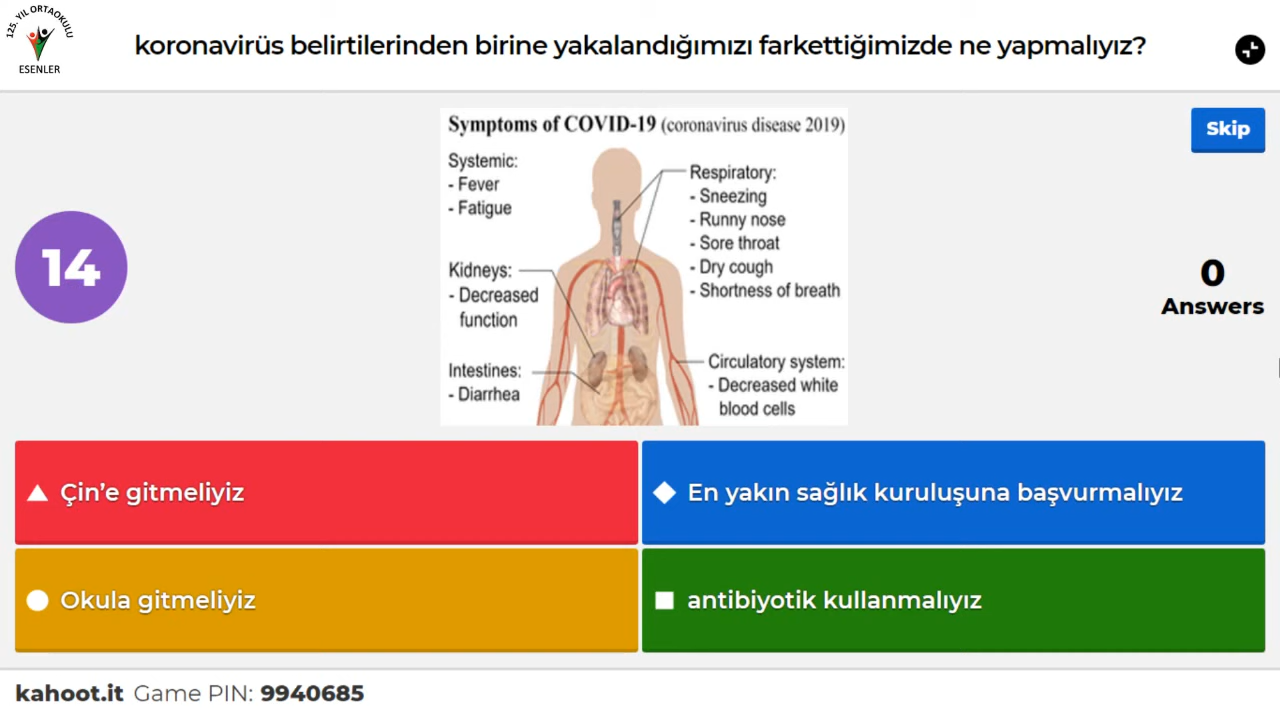 125. YIL ORTAOKULU
ESENLER
koronavirüs belirtilerinden birine yakalandığımızı farkettiğimizde ne yapmalıyız?
Skip
14
Symptoms of COVID-19 (coronavirus disease 2019)
Systemic:
- Fever
- Fatigue
Respiratory:
- Sneezing
- Runny nose
- Sore throat
- Dry cough
- Shortness of breath
Kidneys:
- Decreased
function
Intestines:
- Diarrhea
Circulatory system:
- Decreased white
blood cells
0
Answers
Çin'e gitmeliyiz
En yakın sağlık kuruluşuna başvurmalıyız
Okula gitmeliyiz
antibiyotik kullanmalıyız
kahoot.it Game PIN: 9940685